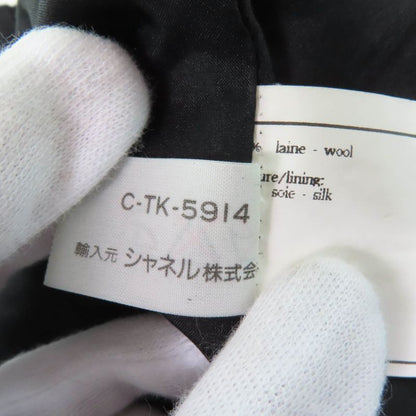 C-TK-5914
輸入元 シャネル株式会
% laine - wool
ure/lining:
soie - silk